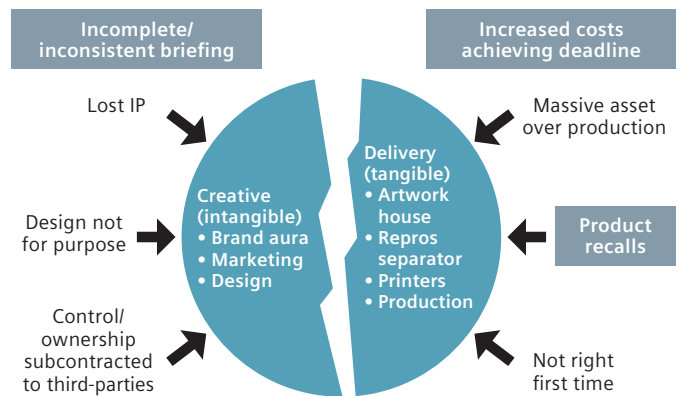 Incomplete/
inconsistent briefing
Increased costs
achieving deadline
Lost IP
Design not
for purpose
Control/
ownership
subcontracted
to third-parties
Creative
(intangible)
• Brand aura
• Marketing
• Design
Delivery
(tangible)
• Artwork
house
• Repros
separator
• Printers
• Production
Massive asset
over production
Product
recalls
Not right
first time